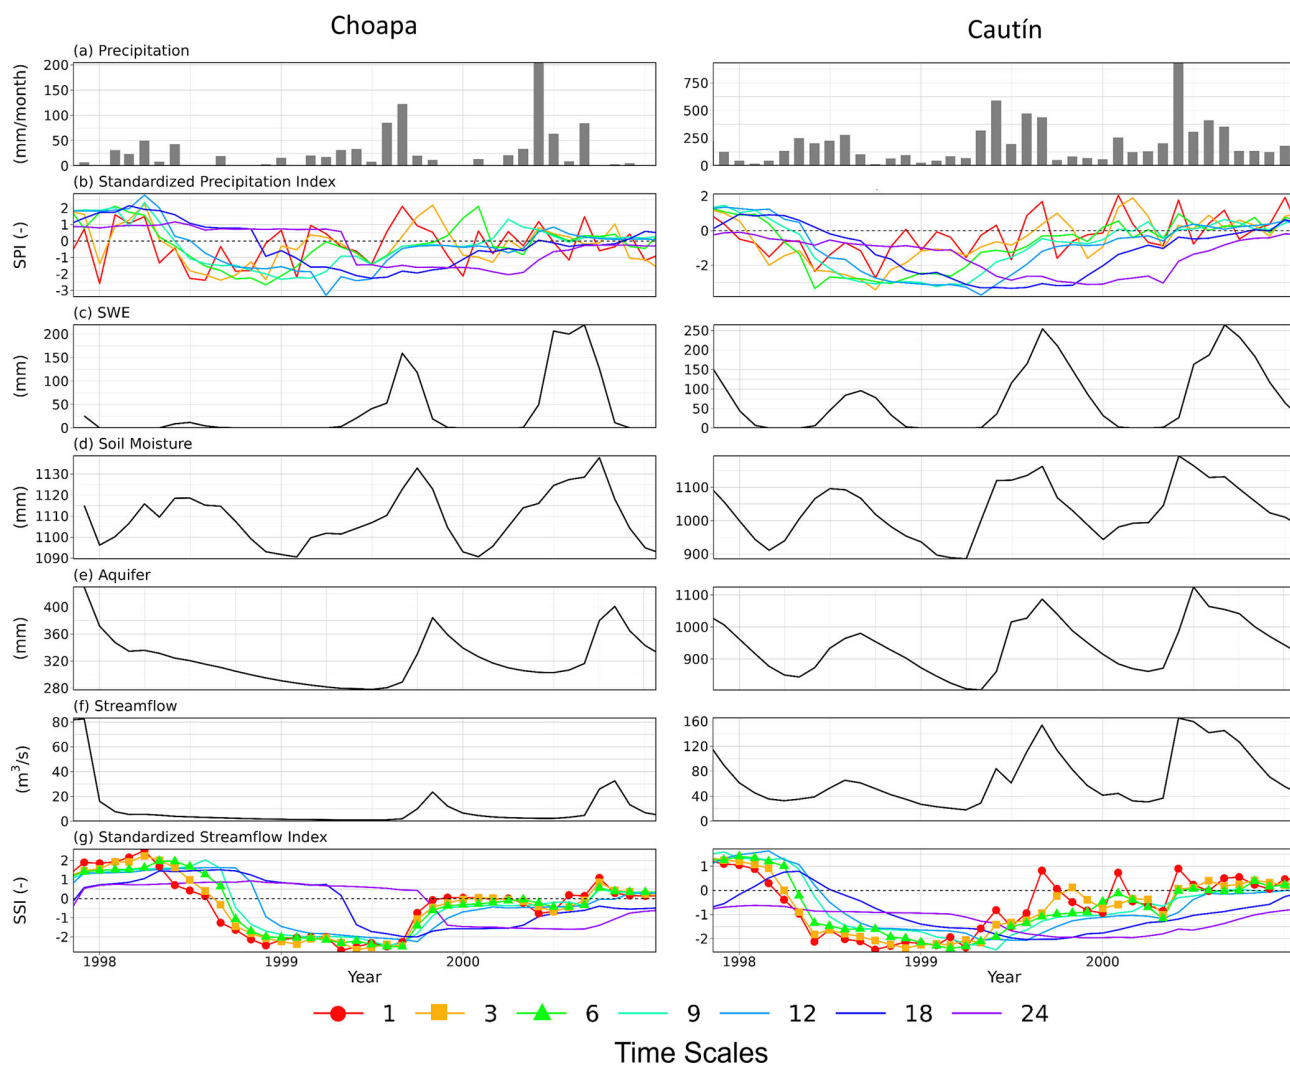 Choapa
Cautín
(a) Precipitation
(mm/month)
200
150
100
50
0
750
500
250
125
0
(b) Standardized Precipitation Index
SPI (-)
2
1
0
-1
-2
-3
2
0
-2
(c) SWE
(mm)
200
150
100
50
0
250
200
150
100
50
0
(d) Soil Moisture
(mm)
1130
1120
1110
1100
1090
1100
1000
900
(e) Aquifer
(mm)
400
360
320
280
1100
1000
900
(f) Streamflow
(m³/s)
80
60
40
20
0
160
120
80
40
0
(g) Standardized Streamflow Index
SSI (-)
2
1
0
-1
-2
1
0
-1
-2
1998 1999 2000
Year
1998 1999 2000
Year
1 3 6 9 12 18 24
Time Scales